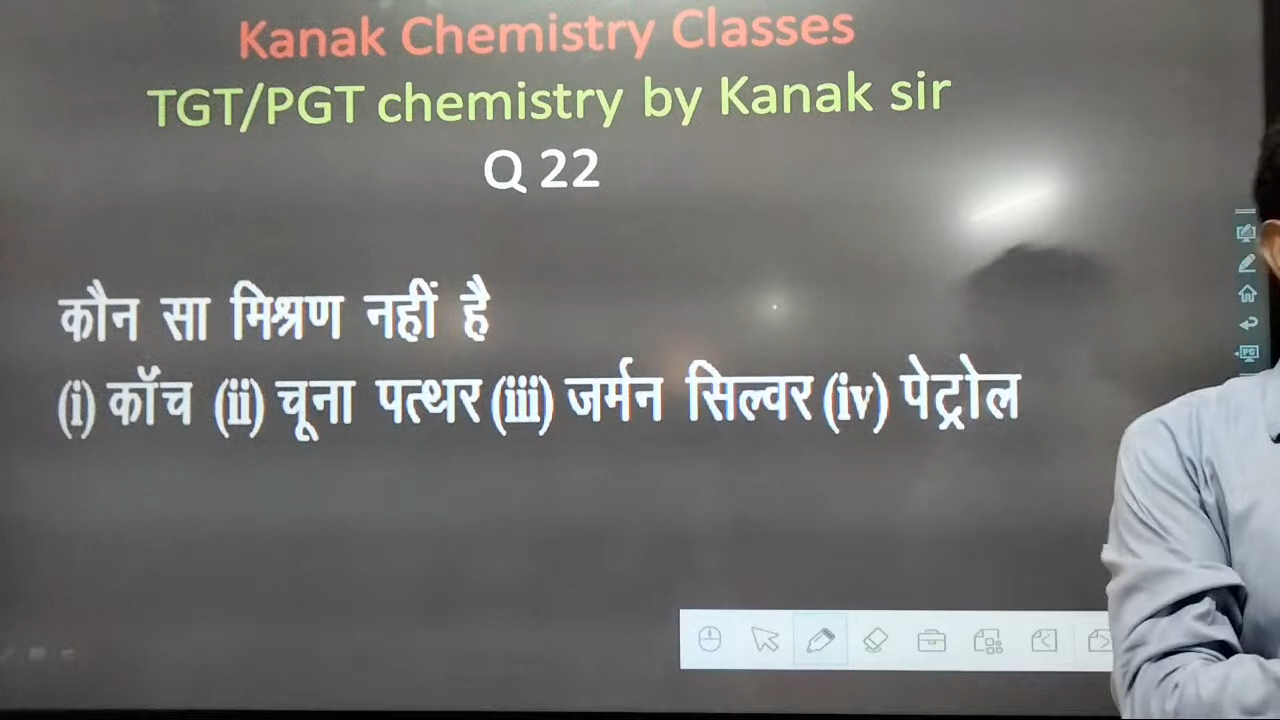 Kanak Chemistry Classes
TGT/PGT chemistry by Kanak sir
Q 22
कौन सा मिश्रण नहीं है
(i) कॉच (ii) चूना पत्थर (iii) जर्मन सिल्वर (iv) पेट्रोल